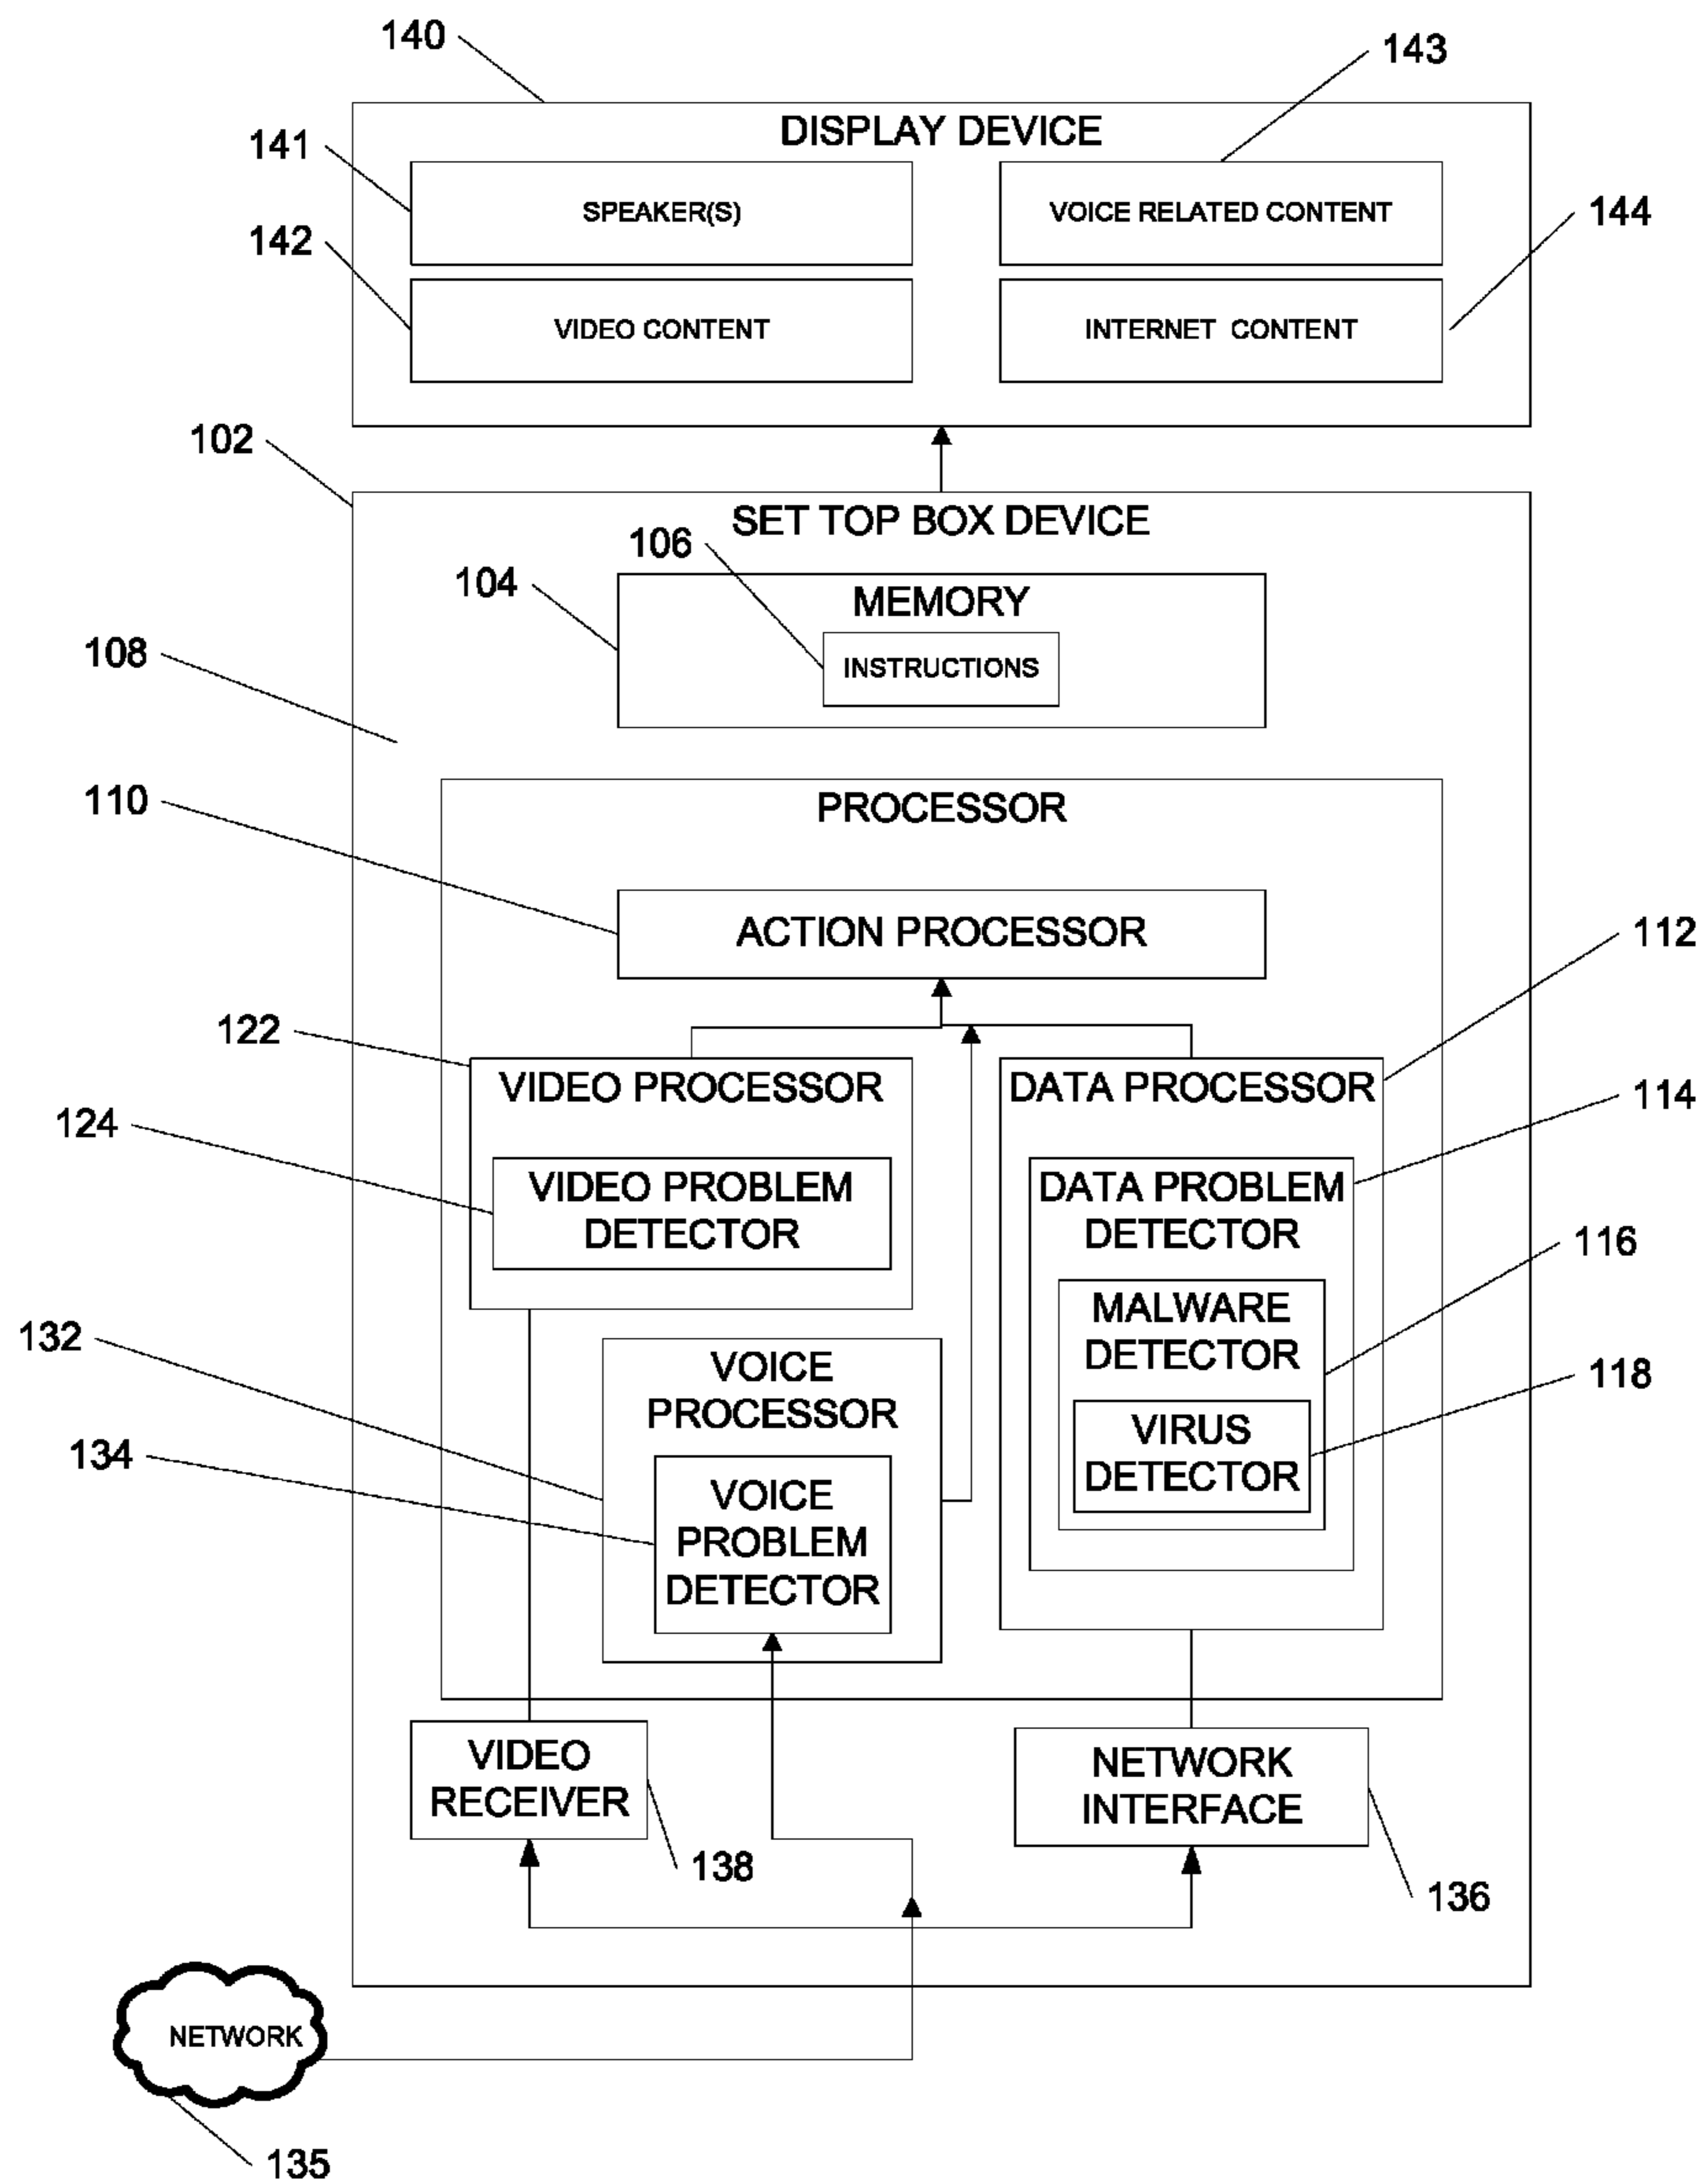 140
143
DISPLAY DEVICE
141
SPEAKER(S)
VOICE RELATED CONTENT
144
142
VIDEO CONTENT
INTERNET CONTENT
102
SET TOP BOX DEVICE
106
104
MEMORY
INSTRUCTIONS
108
110
PROCESSOR
ACTION PROCESSOR
112
122
VIDEO PROCESSOR
DATA PROCESSOR
114
124
VIDEO PROBLEM
DETECTOR
DATA PROBLEM
DETECTOR
116
MALWARE
DETECTOR
132
VOICE
PROCESSOR
118
VIRUS
DETECTOR
134
VOICE
PROBLEM
DETECTOR
VIDEO
RECEIVER
NETWORK
INTERFACE
138
136
NETWORK
135